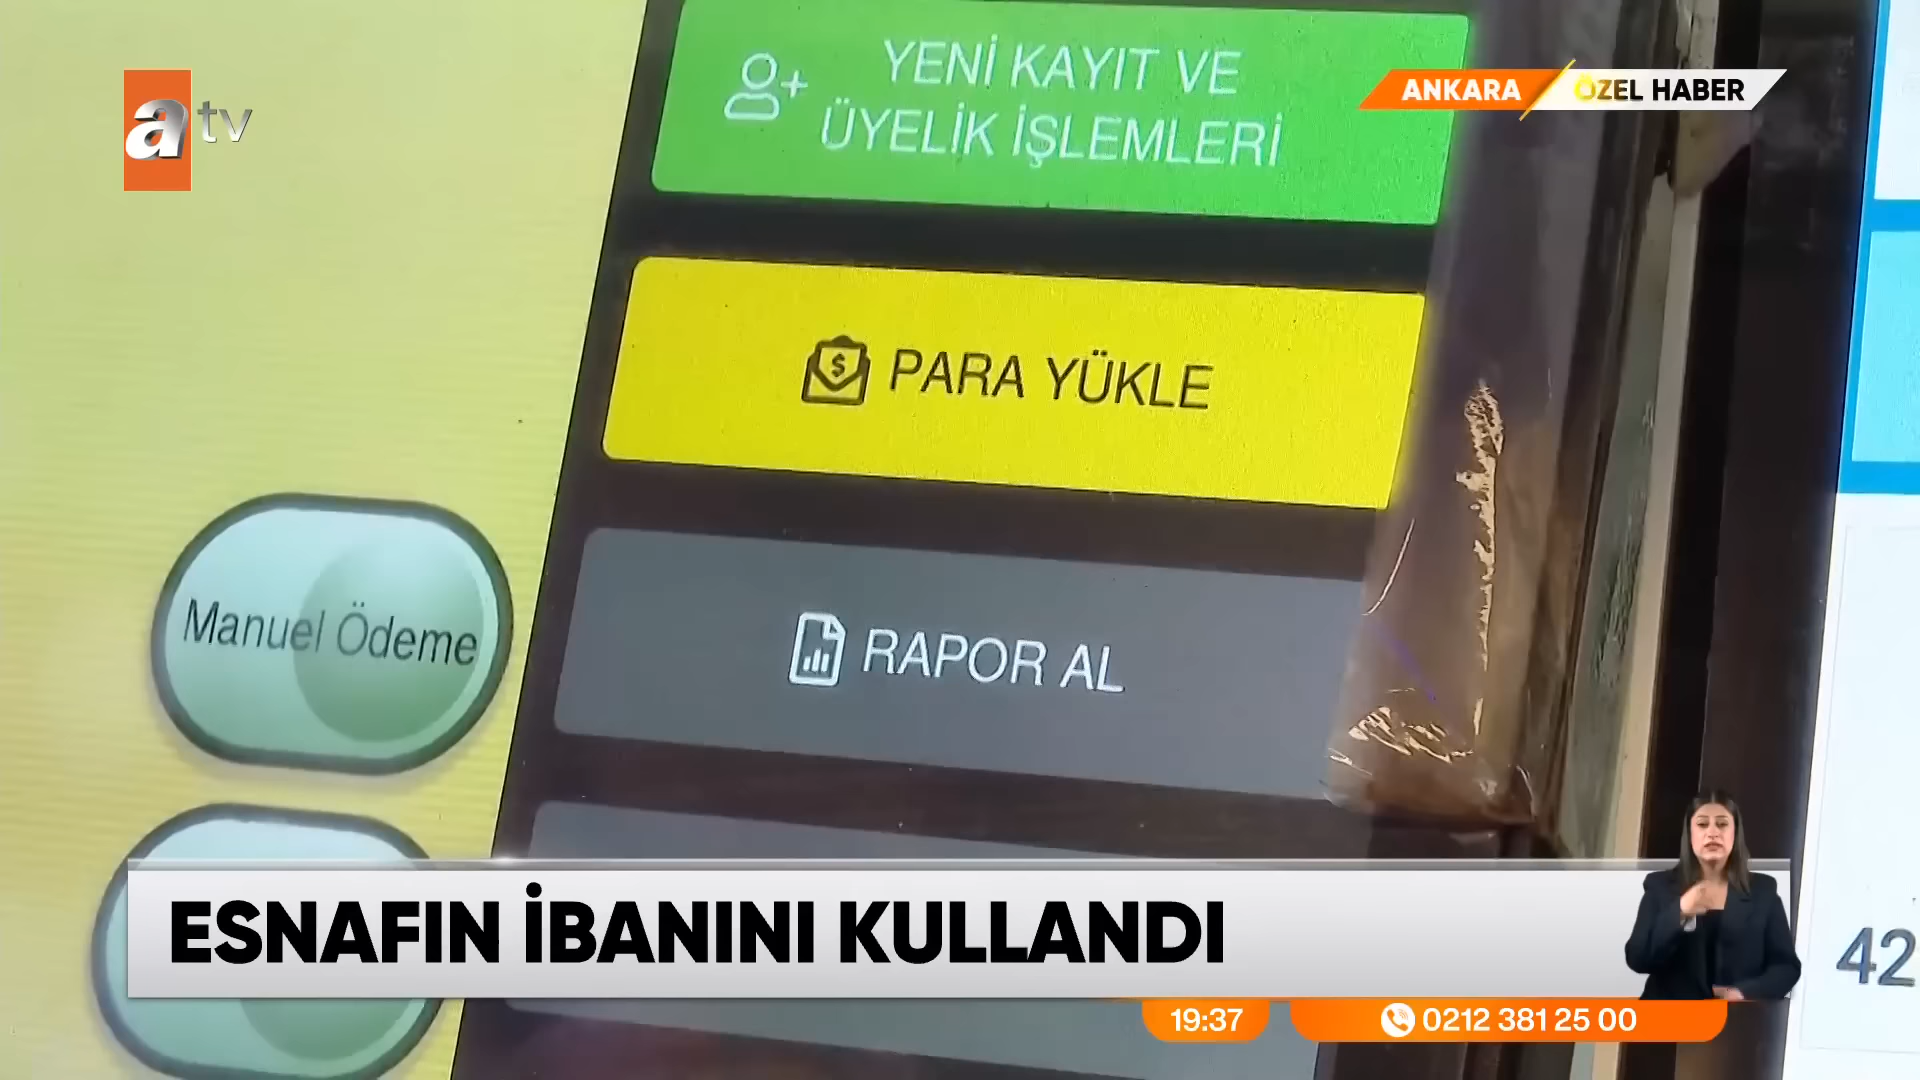 a tv
ANKARA
ÖZEL HABER
YENİ KAYIT VE
ÜYELİK İŞLEMLERİ
PARA YÜKLE
RAPOR AL
Manuel Ödeme
ESNAFIN İBANINI KULLANDI
42
19:37
0212 381 25 00